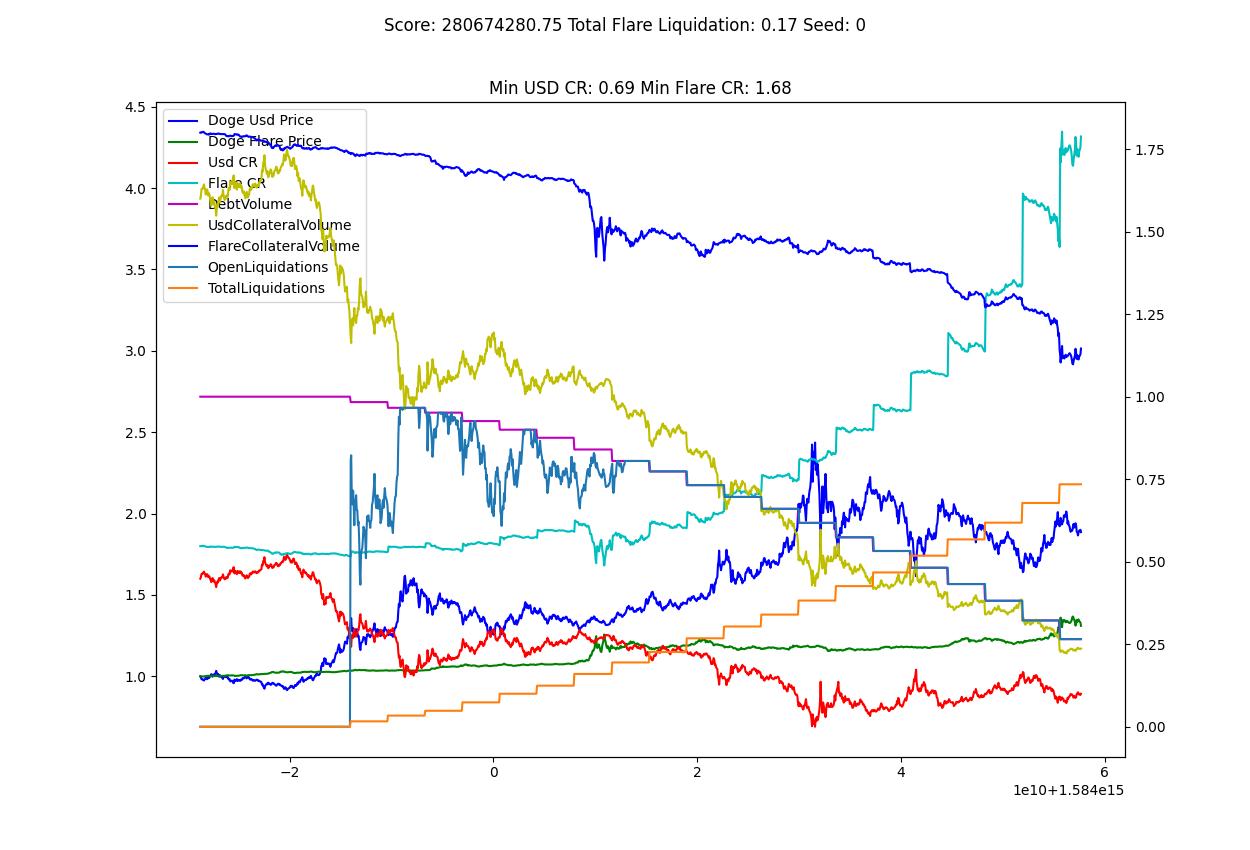 Score: 280674280.75 Total Flare Liquidation: 0.17 Seed: 0
Min USD CR: 0.69 Min Flare CR: 1.68
4.5
4.0
3.5
3.0
2.5
2.0
1.5
1.0
Doge Usd Price
Doge Flare Price
Usd CR
Flare CR
DebtVolume
UsdCollateralVolume
FlareCollateralVolume
OpenLiquidations
TotalLiquidations
1.75
1.50
1.25
1.00
0.75
0.50
0.25
0.00
−2 0 2 4 6
1e10+1.584e15